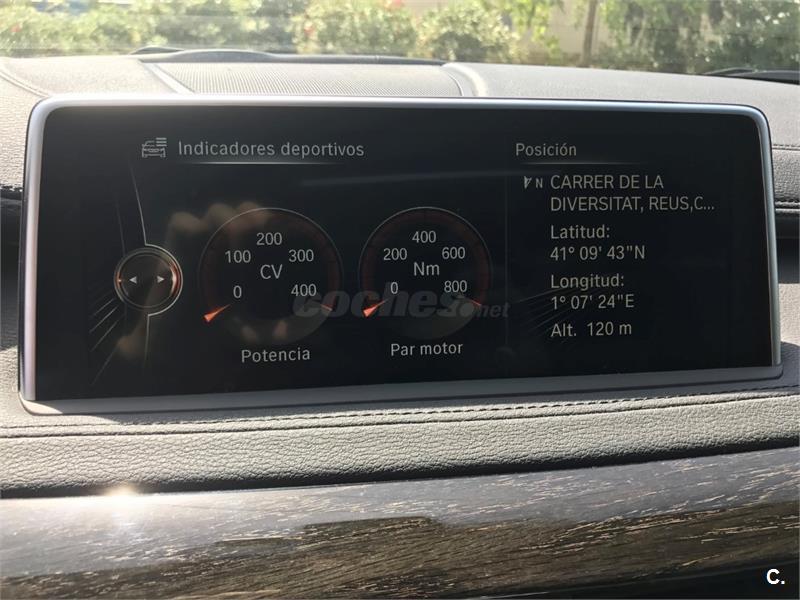 Indicadores deportivos
Posición
N CARRER DE LA
DIVERSITAT, REUS,C...
Latitud:
41° 09' 43"N
Longitud:
1° 07' 24"E
Alt. 120 m
0 100 200 300 400
CV
Potencia
0 200 400 600 800
Nm
Par motor
coches.net
C.